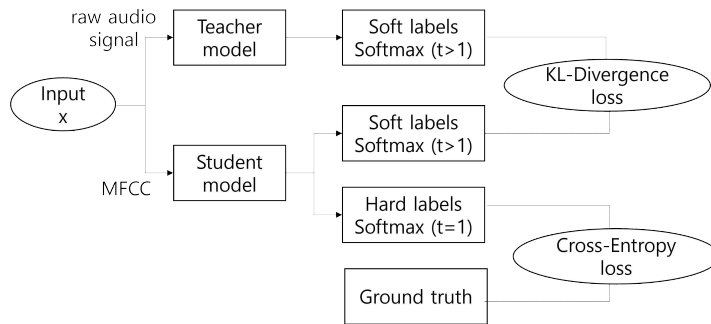 raw audio
signal
Teacher
model
Soft labels
Softmax (t>1)
KL-Divergence
loss
Input
x
Soft labels
Softmax (t>1)
MFCC
Student
model
Hard labels
Softmax (t=1)
Cross-Entropy
loss
Ground truth